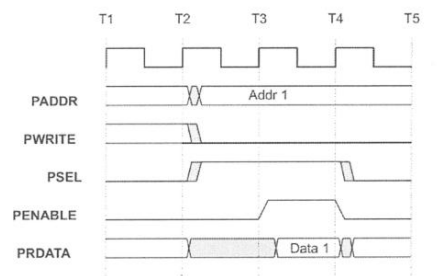 T1 T2 T3 T4 T5
PADDR Addr 1
PWRITE
PSEL
PENABLE
PRDATA Data 1